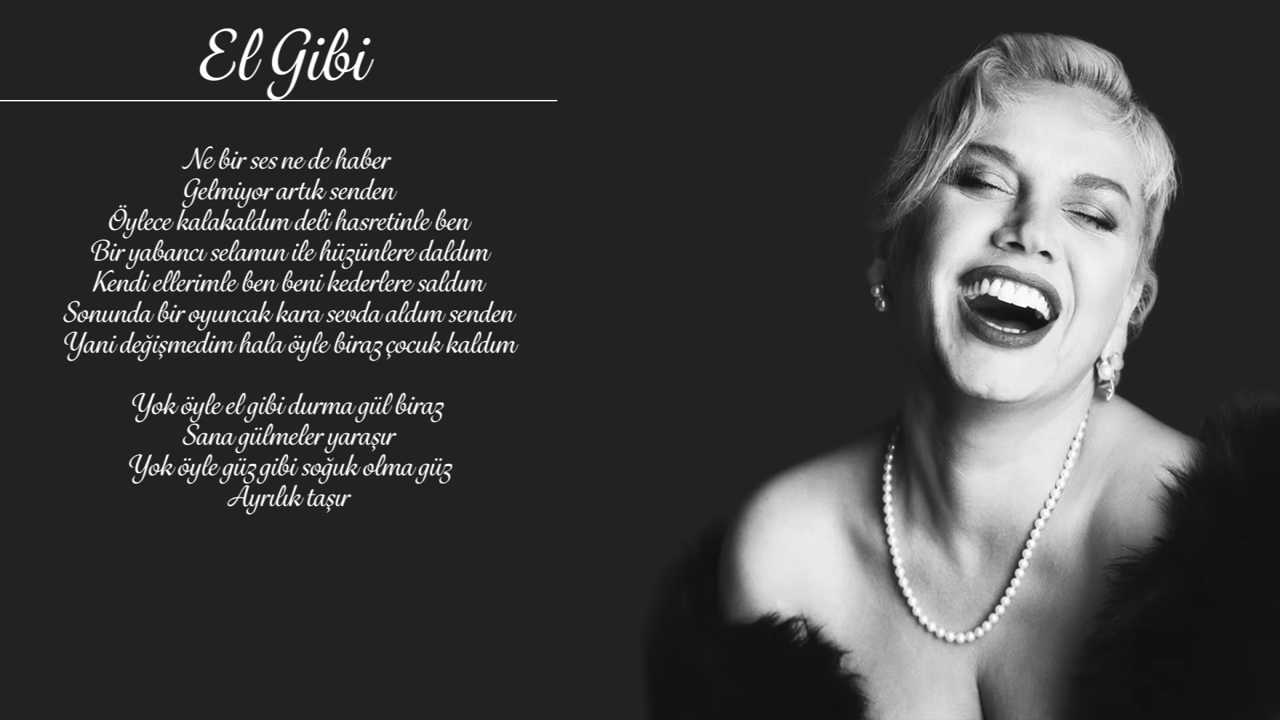 El Gibi
Ne bir ses ne de haber
Gelmiyor artık senden
Öylece kalakaldım deli hasretinle ben
Bir yabancı selamın ile hüzünlere daldım
Kendi ellerimle ben beni kederlere saldım
Sonunda bir oyuncak kara sevda aldım senden
Yani değişmedim hala öyle biraz çocuk kaldım
Yok öyle el gibi durma gül biraz
Sana gülmeler yaraşır
Yok öyle güz gibi soğuk olma güz
Ayrılık taşır